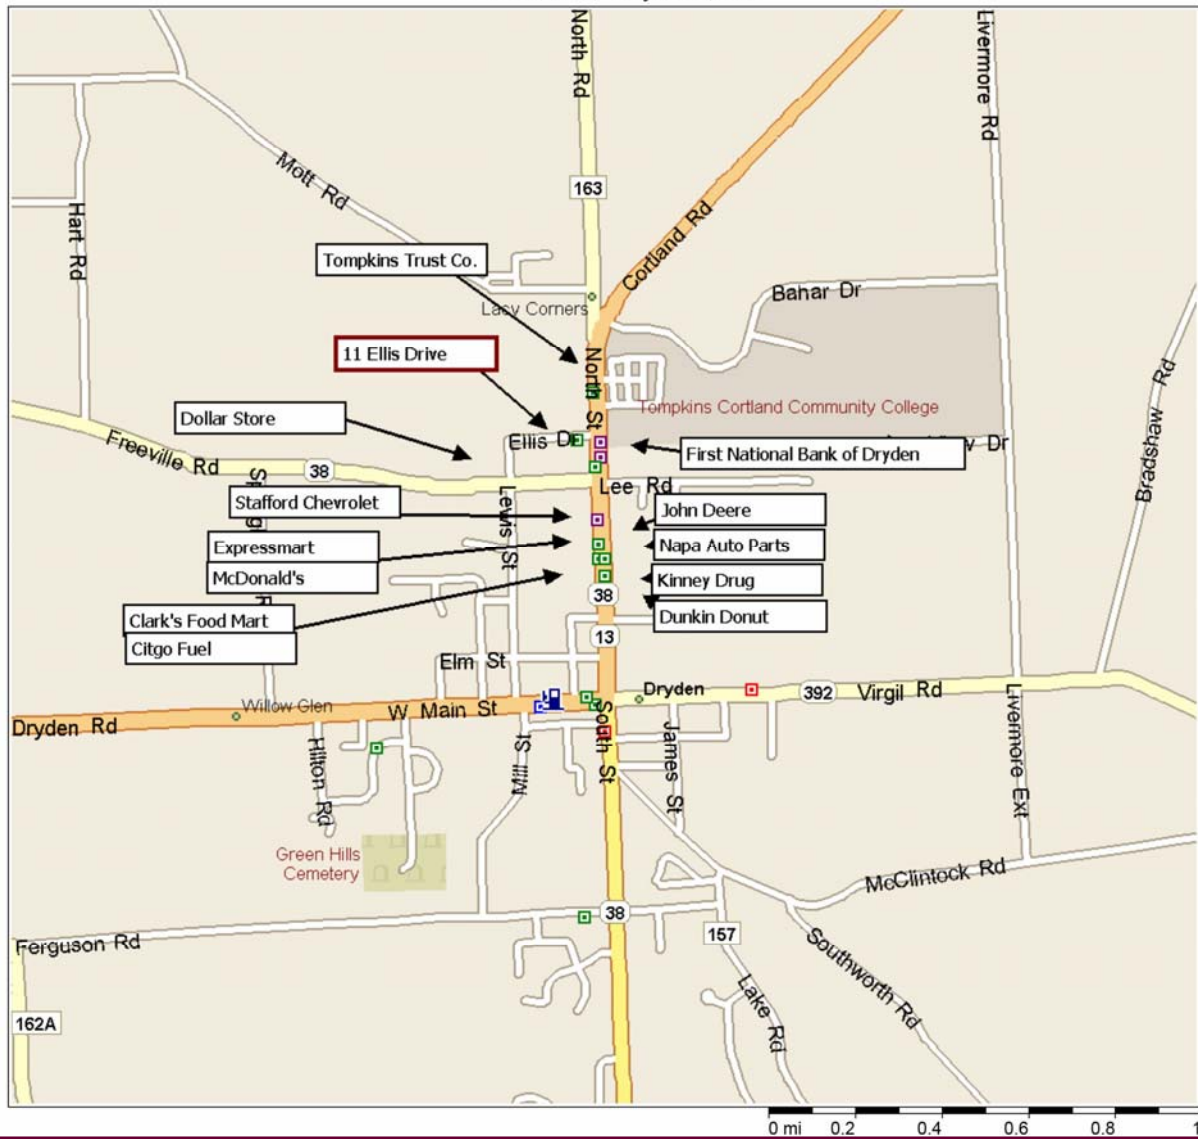 North Rd
Livermore Rd
Mott Rd
163
Hart Rd
Cortland Rd
Tompkins Trust Co.
Bahar Dr
Lacy Corners
11 Ellis Drive
North St
Tompkins Cortland Community College
Dollar Store
Bradshaw Rd
Ellis Dr
Dr
First National Bank of Dryden
Freeville Rd
38
Lee Rd
Stafford Chevrolet
Lewis St
John Deere
Expressmart
Napa Auto Parts
McDonald's
Kinney Drug
38
Clark's Food Mart
Dunkin Donut
Citgo Fuel
13
Elm St
Dryden
392
Virgil Rd
Willow Glen
W Main St
Dryden Rd
South St
James St
Livermore Ext
Hilton Rd
Mill St
Green Hills
Cemetery
McClintock Rd
38
157
Ferguson Rd
Southworth Rd
Lake Rd
162A
0 mi 0.2 0.4 0.6 0.8 1